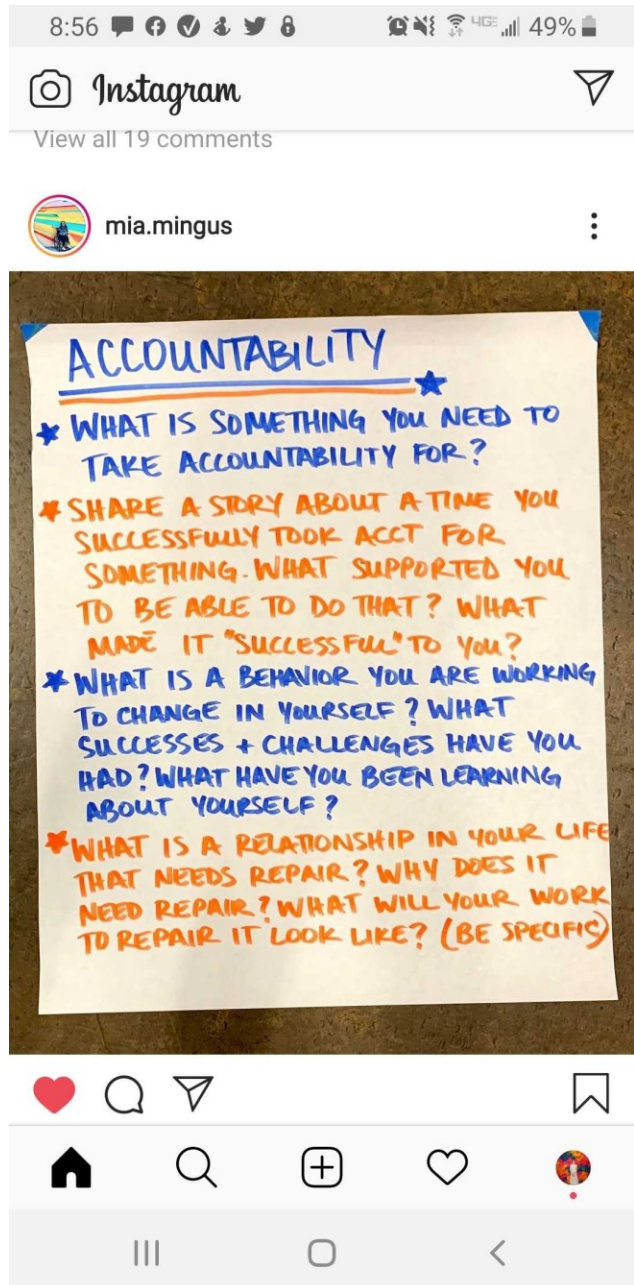 8:56
4GE
49%
Instagram
View all 19 comments
mia.mingus
ACCOUNTABILITY
WHAT IS SOMETHING YOU NEED TO
TAKE ACCOUNTABILITY FOR?
SHARE A STORY ABOUT A TIME YOU
SUCCESSFULLY TOOK ACCT FOR
SOMETHING. WHAT SUPPORTED YOU
TO BE ABLE TO DO THAT? WHAT
MADE IT "SUCCESSFUL" TO YOU?
WHAT IS A BEHAVIOR YOU ARE WORKING
TO CHANGE IN YOURSELF? WHAT
SUCCESSES + CHALLENGES HAVE YOU
HAD? WHAT HAVE YOU BEEN LEARNING
ABOUT YOURSELF?
WHAT IS A RELATIONSHIP IN YOUR LIFE
THAT NEEDS REPAIR? WHY DOES IT
NEED REPAIR? WHAT WILL YOUR WORK
TO REPAIR IT LOOK LIKE? (BE SPECIFIC)